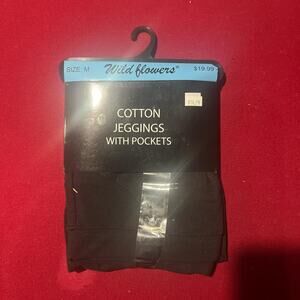 SIZE: M Wild flowers $19.99
COTTON
JEGGINGS
WITH POCKETS